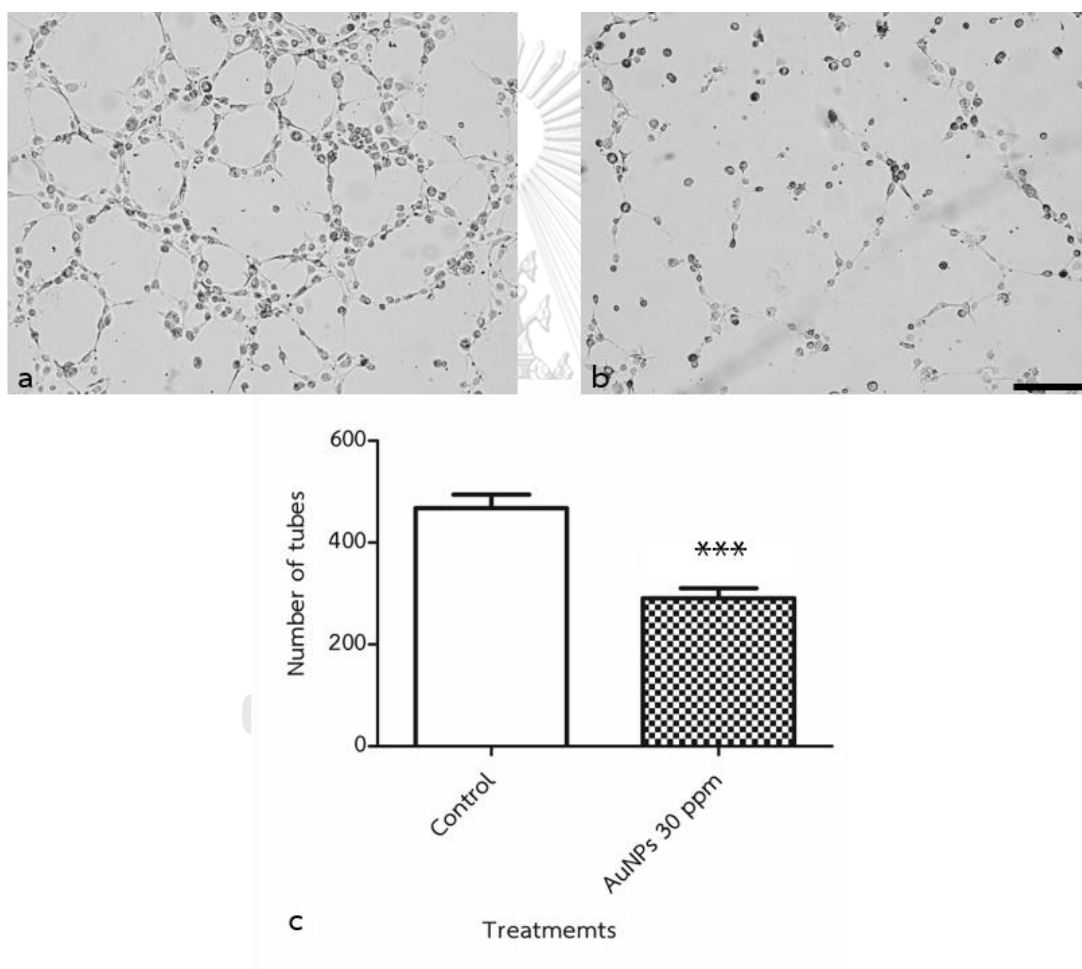 a
b
600
400
200
0
Number of tubes
***
Control
AuNPs 30 ppm
c
Treatmemts